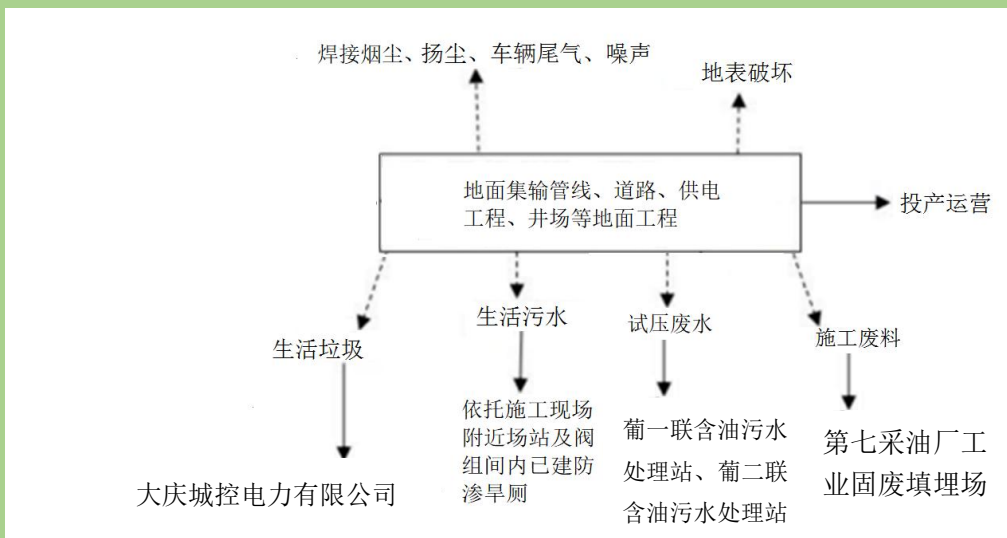 焊接烟尘、扬尘、车辆尾气、噪声
地表破坏
地面集输管线、道路、供电
工程、井场等地面工程
投产运营
生活垃圾
生活污水
试压废水
施工废料
大庆城控电力有限公司
依托施工现场
附近场站及阀
组间内已建防
渗旱厕
葡一联含油污水
处理站、葡二联
含油污水处理站
第七采油厂工
业固废填埋场